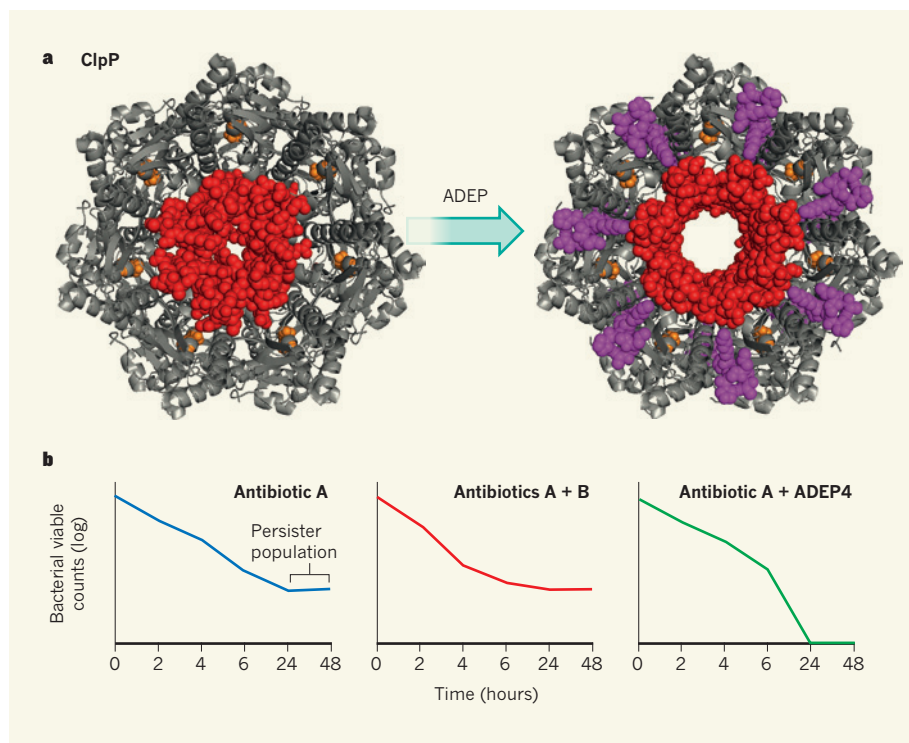 a ClpP
ADEP
b
Antibiotic A
Antibiotics A + B
Antibiotic A + ADEP4
Persister
population
Bacterial viable
counts (log)
0 2 4 6 24 48
0 2 4 6 24 48
0 2 4 6 24 48
Time (hours)